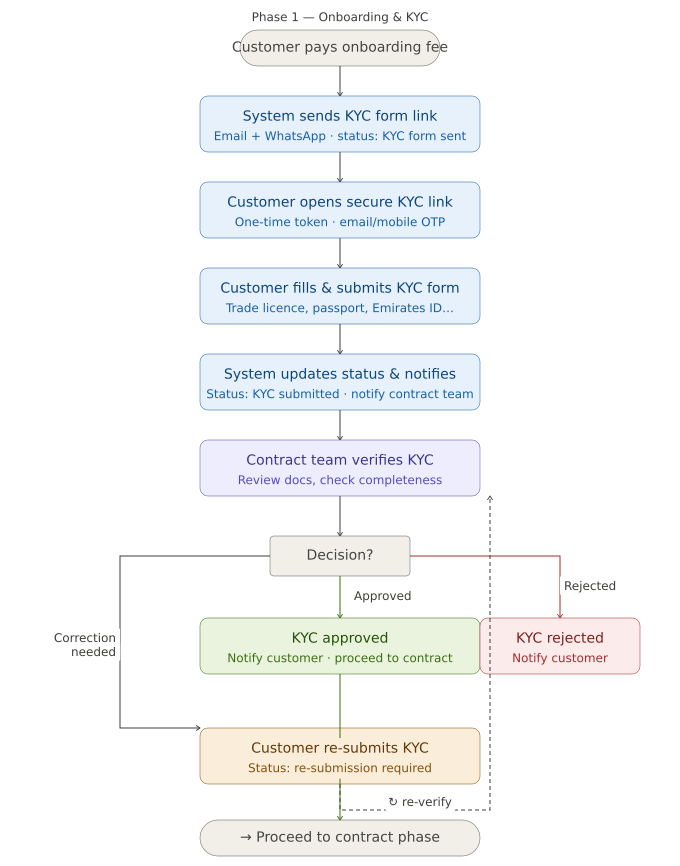 Phase 1 — Onboarding & KYC
Customer pays onboarding fee
System sends KYC form link
Email + WhatsApp · status: KYC form sent
Customer opens secure KYC link
One-time token · email/mobile OTP
Customer fills & submits KYC form
Trade licence, passport, Emirates ID…
System updates status & notifies
Status: KYC submitted · notify contract team
Contract team verifies KYC
Review docs, check completeness
Decision?
Rejected
Approved
Correction
needed
KYC approved
Notify customer · proceed to contract
KYC rejected
Notify customer
Customer re-submits KYC
Status: re-submission required
↻ re-verify
→ Proceed to contract phase